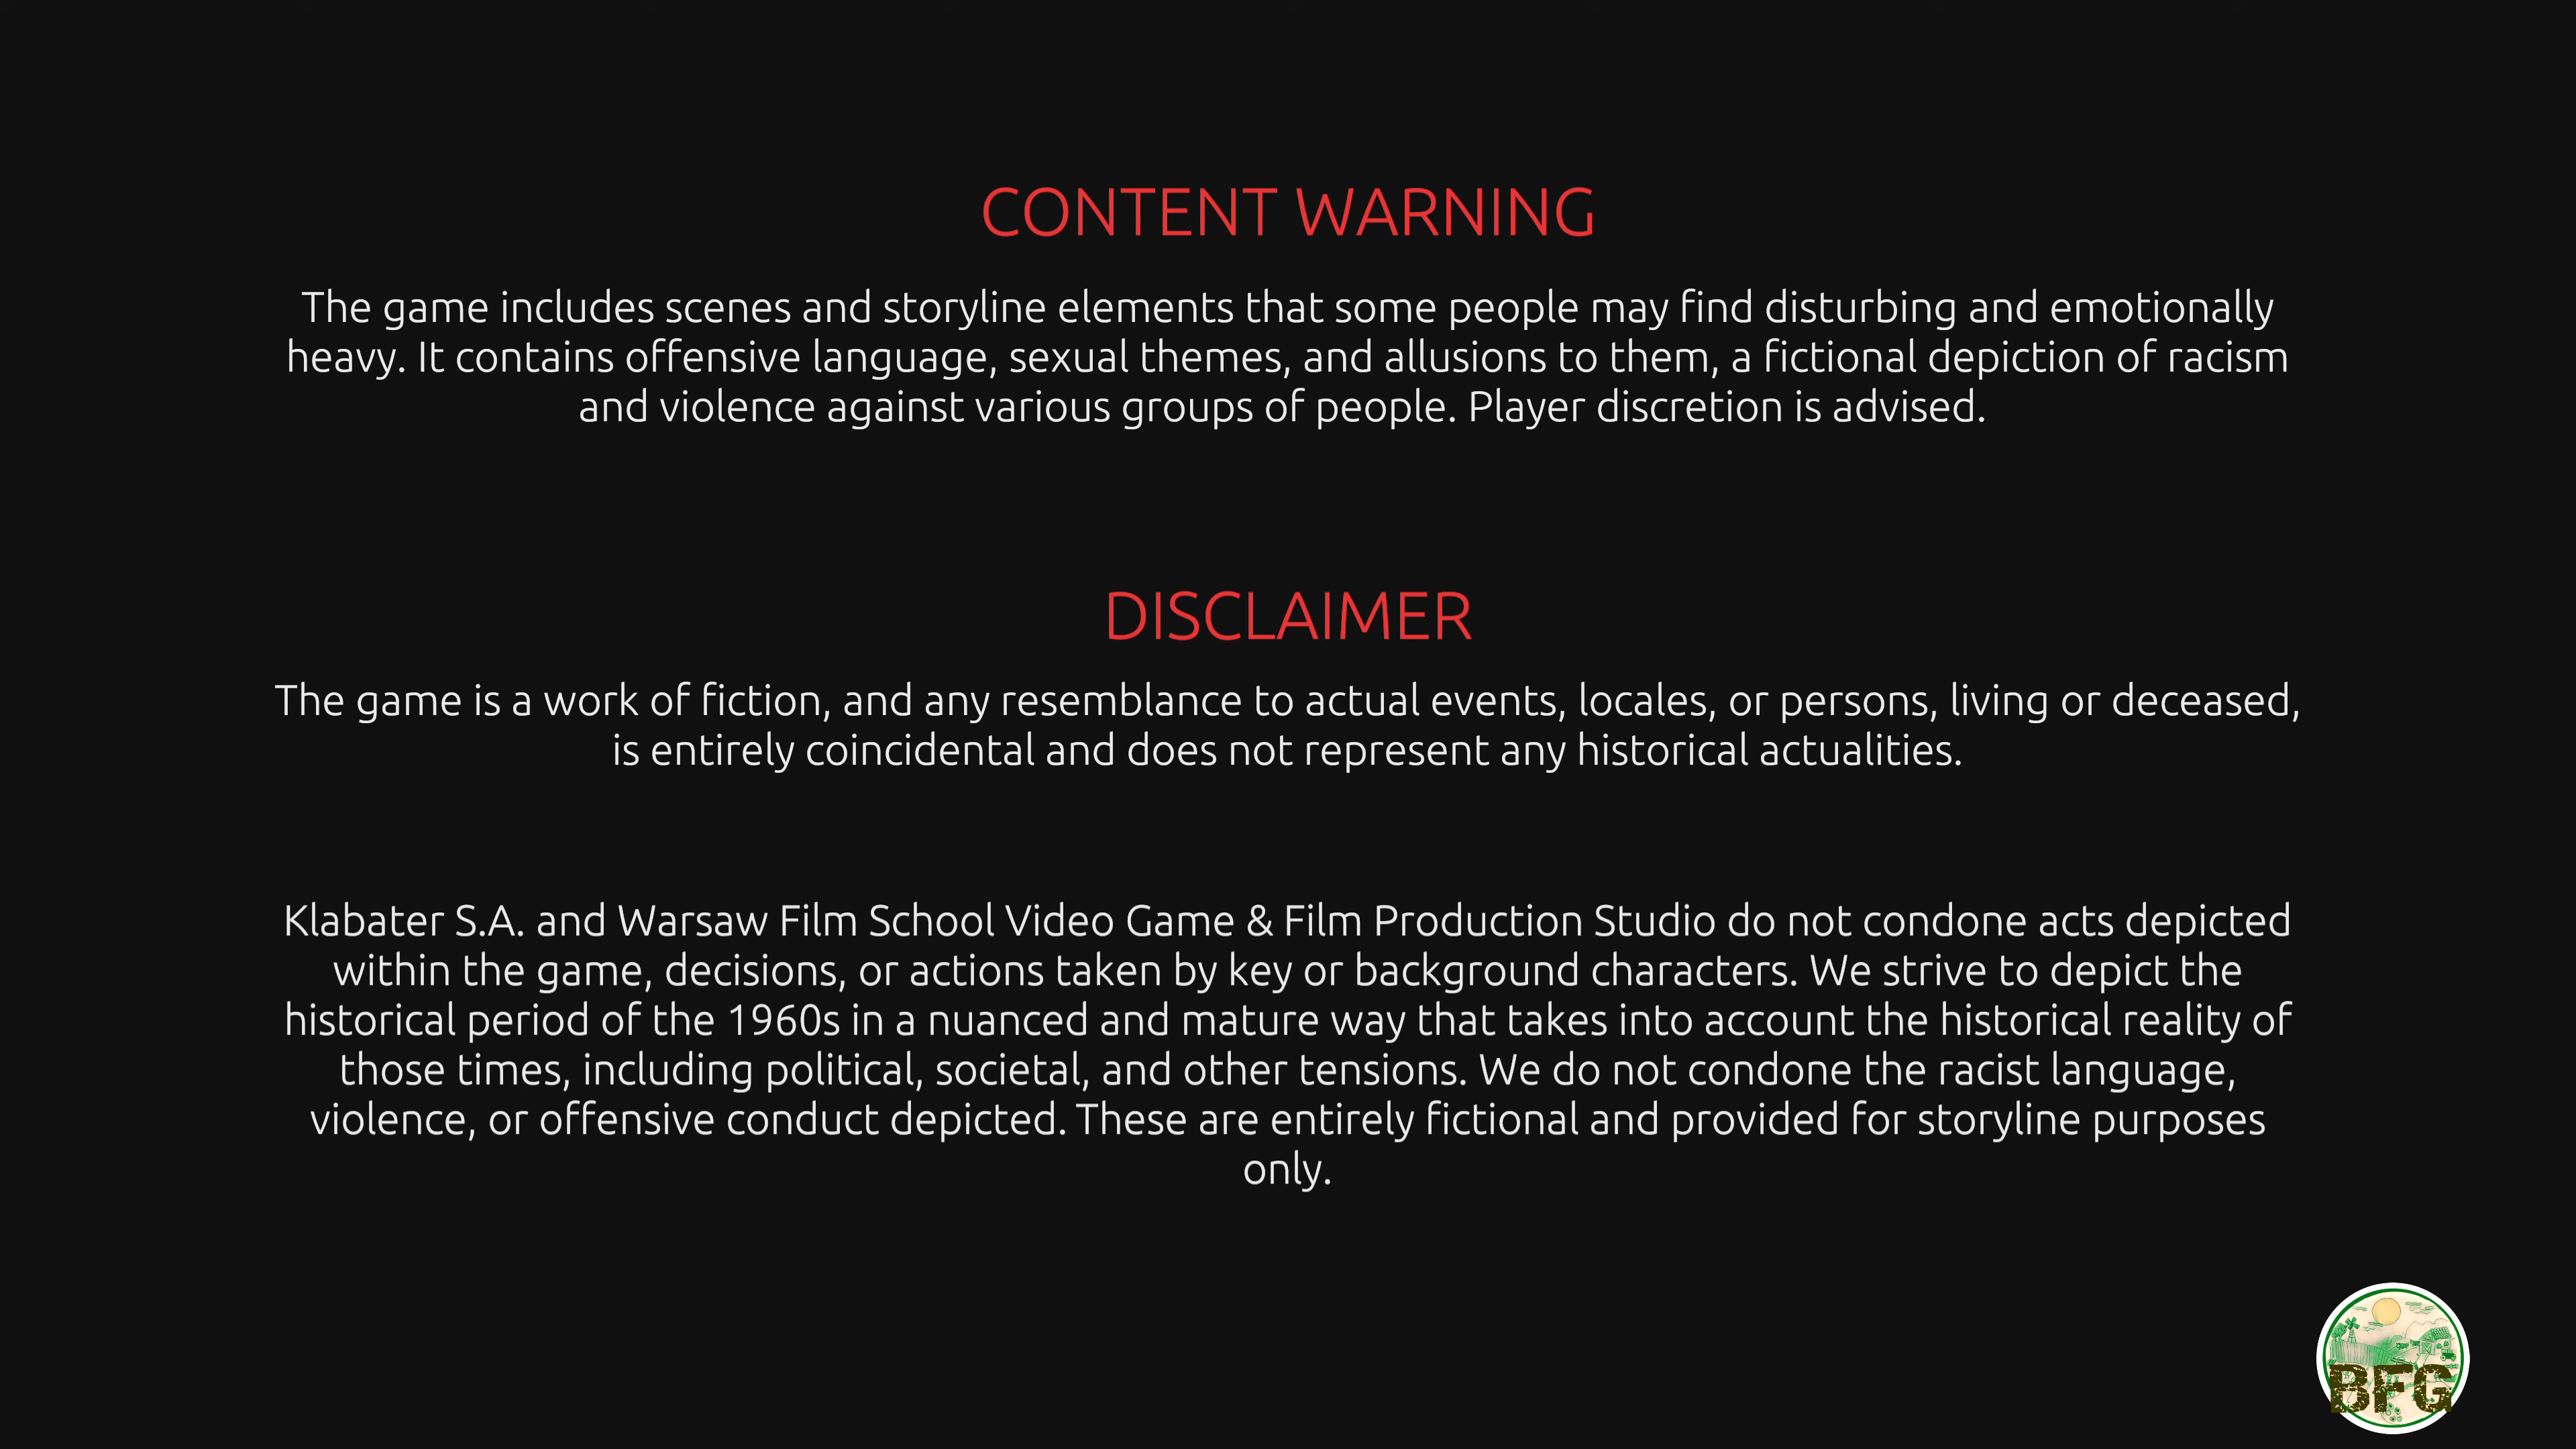 CONTENT WARNING
The game includes scenes and storyline elements that some people may find disturbing and emotionally
heavy. It contains offensive language, sexual themes, and allusions to them, a fictional depiction of racism
and violence against various groups of people. Player discretion is advised.
DISCLAIMER
The game is a work of fiction, and any resemblance to actual events, locales, or persons, living or deceased,
is entirely coincidental and does not represent any historical actualities.
Klabater S.A. and Warsaw Film School Video Game & Film Production Studio do not condone acts depicted
within the game, decisions, or actions taken by key or background characters. We strive to depict the
historical period of the 1960s in a nuanced and mature way that takes into account the historical reality of
those times, including political, societal, and other tensions. We do not condone the racist language,
violence, or offensive conduct depicted. These are entirely fictional and provided for storyline purposes
only.
BFG